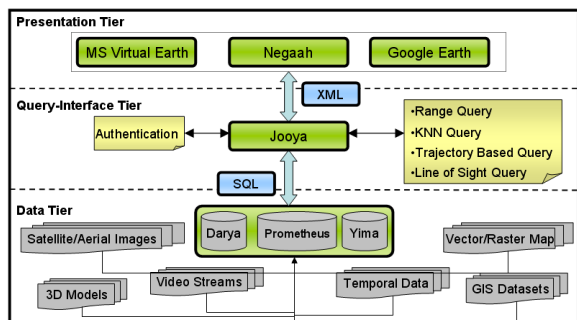 Presentation Tier
MS Virtual Earth
Negaah
Google Earth
XML
Query-Interface Tier
Authentication
Jooya
•Range Query
•KNN Query
•Trajectory Based Query
•Line of Sight Query
SQL
Data Tier
Darya
Prometheus
Yima
Satellite/Aerial Images
Vector/Raster Map
3D Models
Video Streams
Temporal Data
GIS Datasets